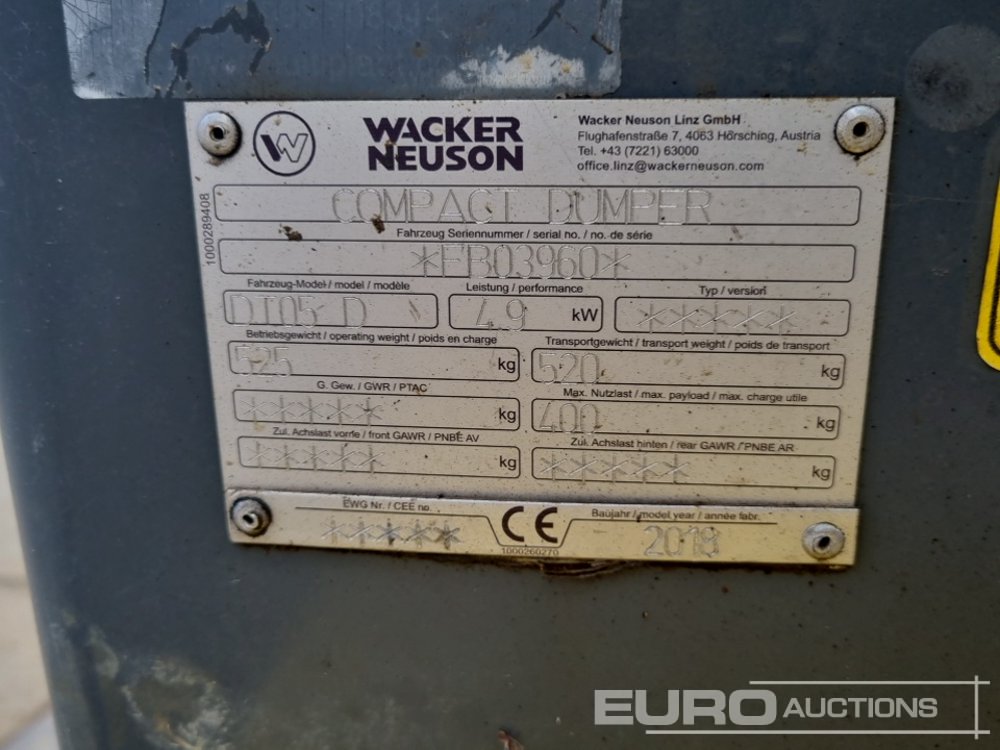 WACKER
NEUSON
Wacker Neuson Linz GmbH
Flughafenstraße 7, 4063 Hörsching, Austria
Tel. +43 (7221) 63000
office.linz@wackerneuson.com
1000289408
COMPACT DUMPER
Fahrzeug Seriennummer / serial no. / no. de série
*FB03960*
Fahrzeug-Model / model / modèle
Leistung / performance
Typ / version
DT05 D
4.9 kW
*****
Betriebsgewicht / operating weight / poids en charge
Transportgewicht / transport weight / poids de transport
525 kg
520 kg
G. Gew. / GWR / PTAC
Max. Nutzlast / max. payload / max. charge utile
***** kg
400 kg
Zul. Achslast vorne / front GAWR / PNBE AV
Zul. Achslast hinten / rear GAWR / PNBE AR
***** kg
***** kg
EWG Nr. / CEE no.
CE
Baujahr / model year / année fabr.
*****
1000260270
2018
EURO AUCTIONS